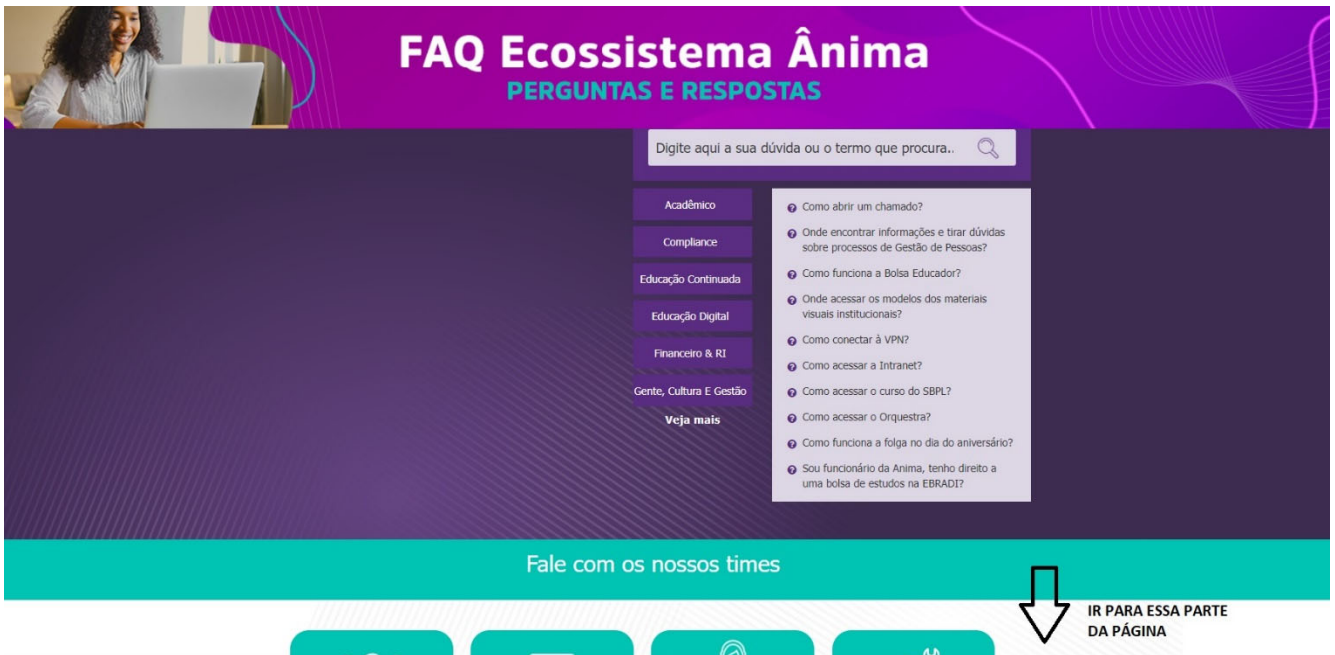 FAQ Ecossistema Ânima
PERGUNTAS E RESPOSTAS
Digite aqui a sua dúvida ou o termo que procura..
Acadêmico
Compliance
Educação Continuada
Educação Digital
Financeiro & RI
Gente, Cultura E Gestão
Veja mais
Como abrir um chamado?
Onde encontrar informações e tirar dúvidas
sobre processos de Gestão de Pessoas?
Como funciona a Bolsa Educador?
Onde acessar os modelos dos materiais
visuais institucionais?
Como conectar à VPN?
Como acessar a Intranet?
Como acessar o curso do SBPL?
Como acessar o Orquestra?
Como funciona a folga no dia do aniversário?
Sou funcionário da Anima, tenho direito a
uma bolsa de estudos na EBRADI?
Fale com os nossos times
IR PARA ESSA PARTE
DA PÁGINA